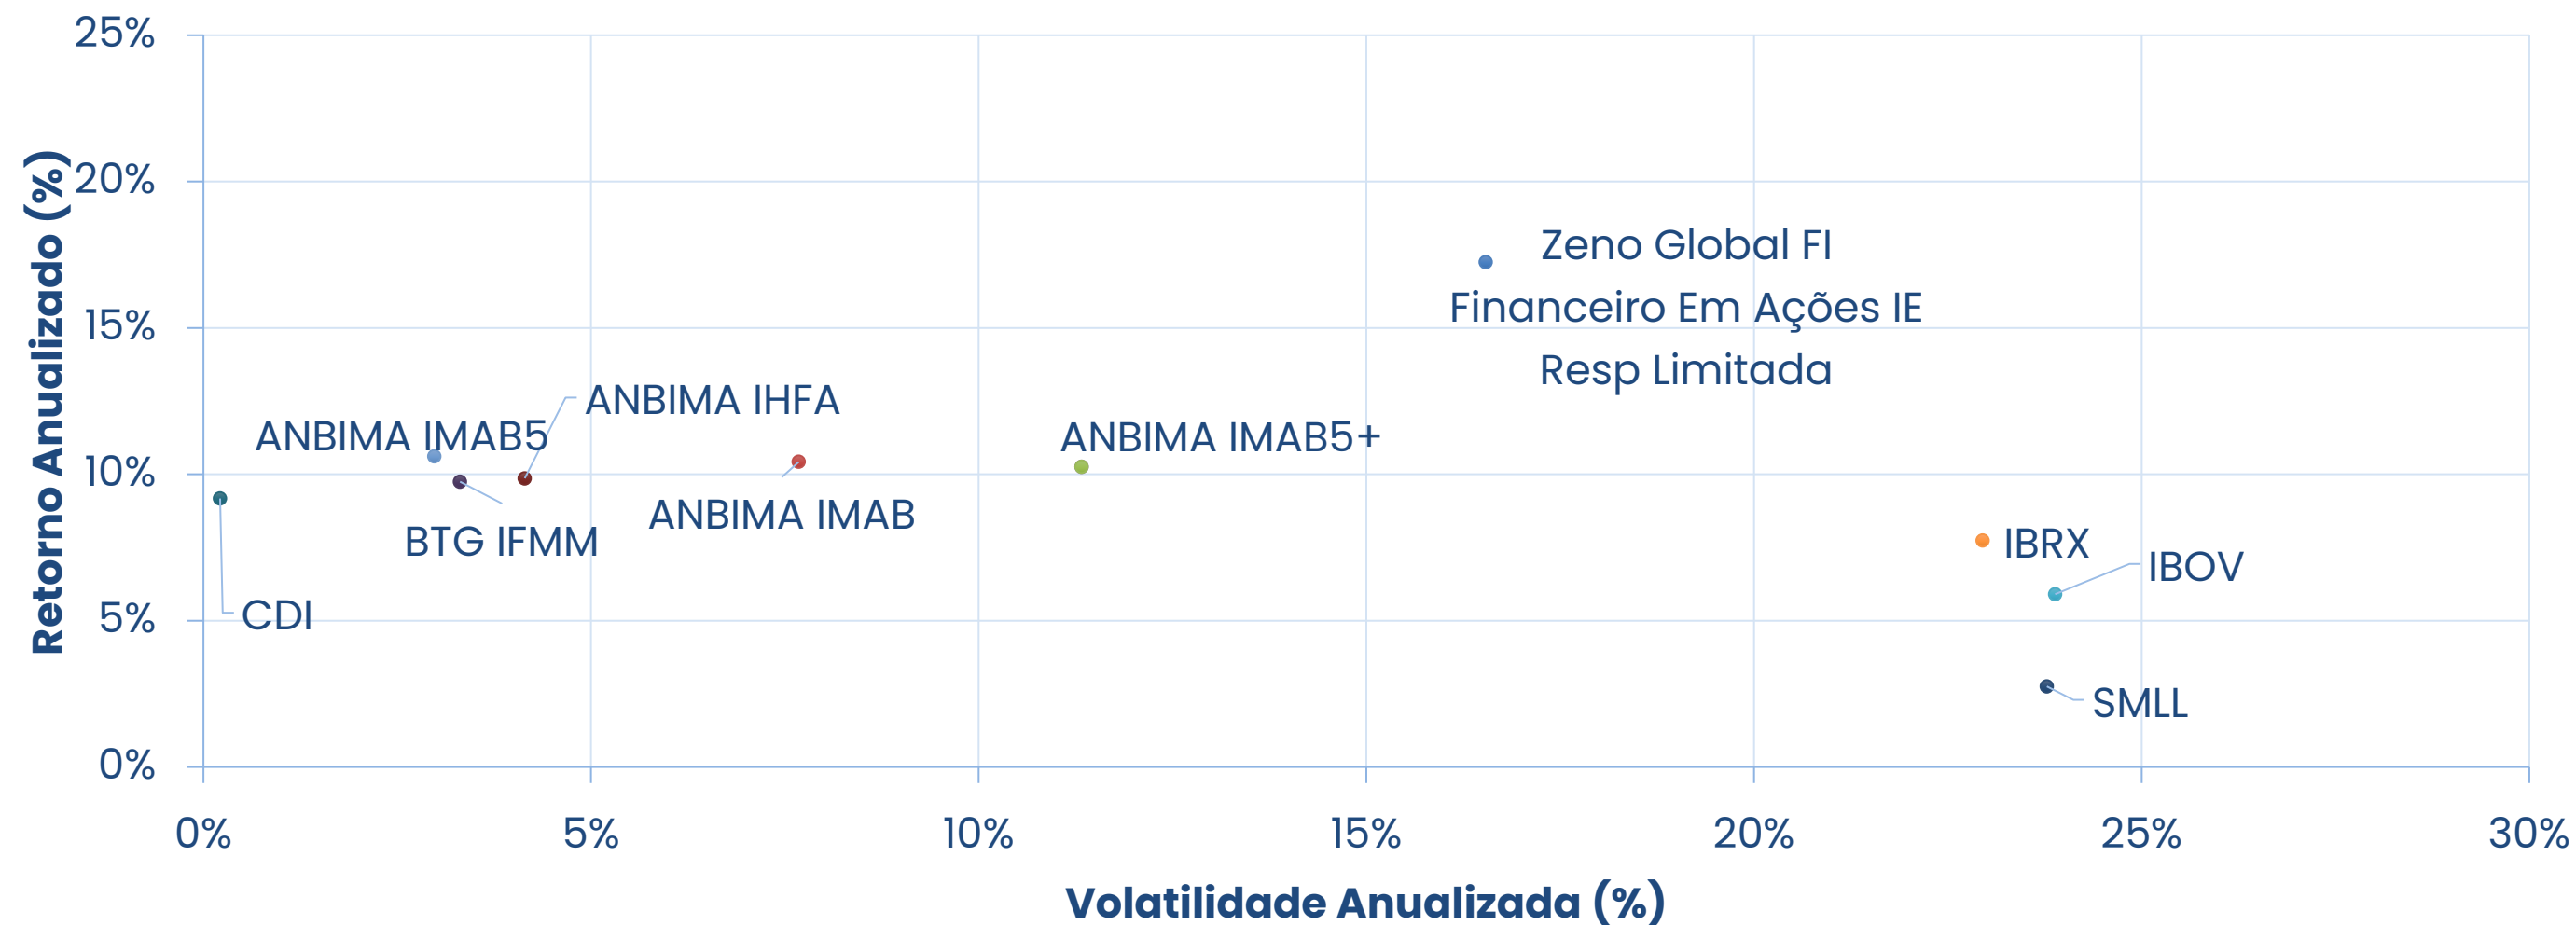 25%
20%
15%
10%
5%
0%
Retorno Anualizado (%)
Zeno Global FI
Financeiro Em Ações IE
Resp Limitada
ANBIMA IHFA
ANBIMA IMAB5
ANBIMA IMAB5+
ANBIMA IMAB
BTG IFMM
IBRX
IBOV
CDI
SMLL
0%
5%
10%
15%
20%
25%
30%
Volatilidade Anualizada (%)